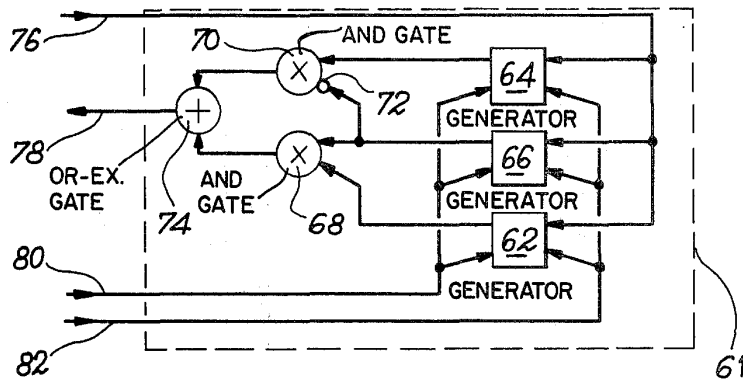 76
70
AND GATE
64
72
GENERATOR
78
OR-EX.
GATE
74
AND
GATE
68
66
GENERATOR
62
GENERATOR
80
82
61
X
+
X